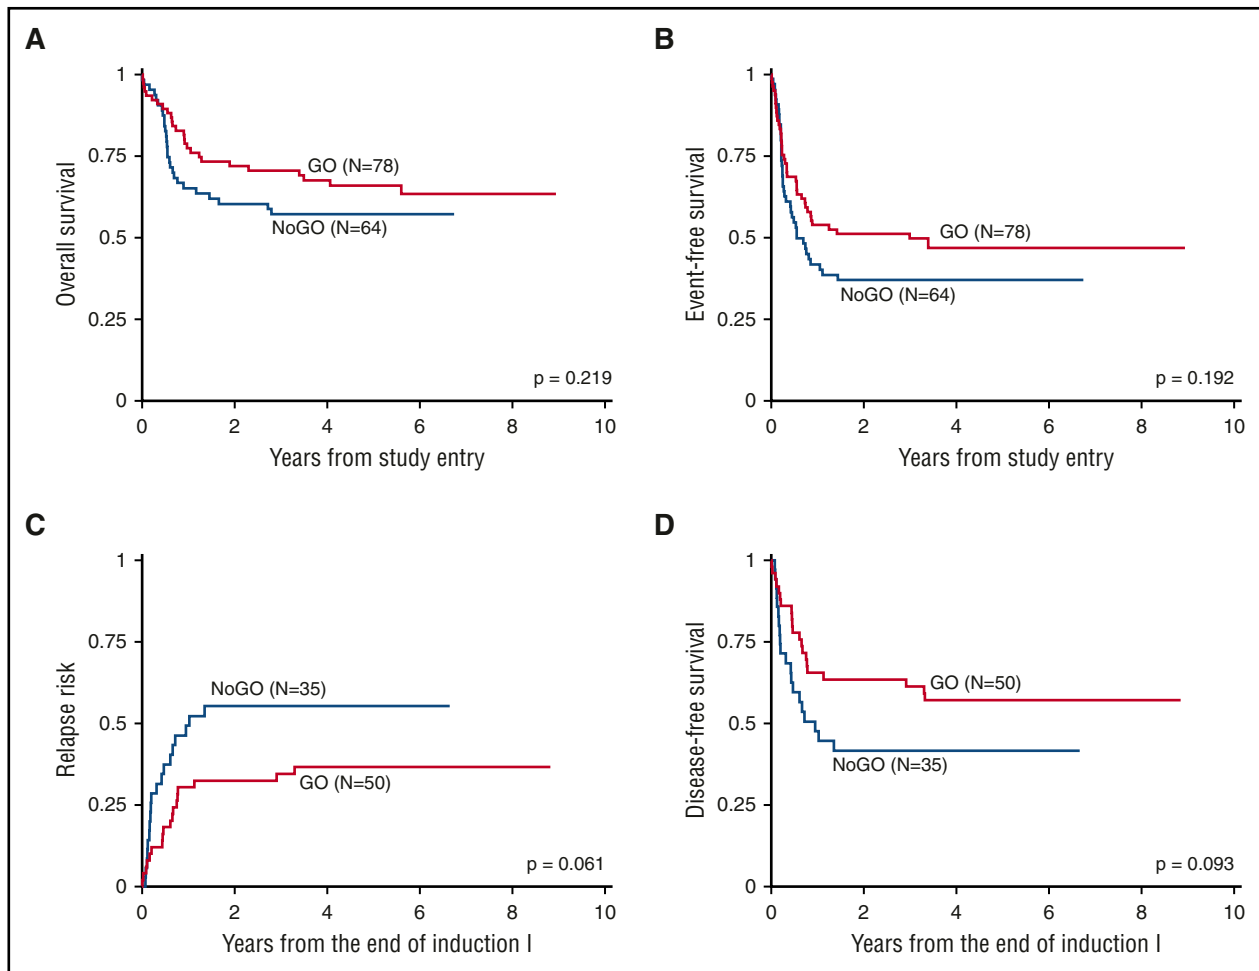 A
Overall survival
1
0.75
0.5
0.25
0
GO (N=78)
NoGO (N=64)
p = 0.219
0 2 4 6 8 10
Years from study entry
B
Event-free survival
1
0.75
0.5
0.25
0
GO (N=78)
NoGO (N=64)
p = 0.192
0 2 4 6 8 10
Years from study entry
C
Relapse risk
1
0.75
0.5
0.25
0
NoGO (N=35)
GO (N=50)
p = 0.061
0 2 4 6 8 10
Years from the end of induction I
D
Disease-free survival
1
0.75
0.5
0.25
0
GO (N=50)
NoGO (N=35)
p = 0.093
0 2 4 6 8 10
Years from the end of induction I